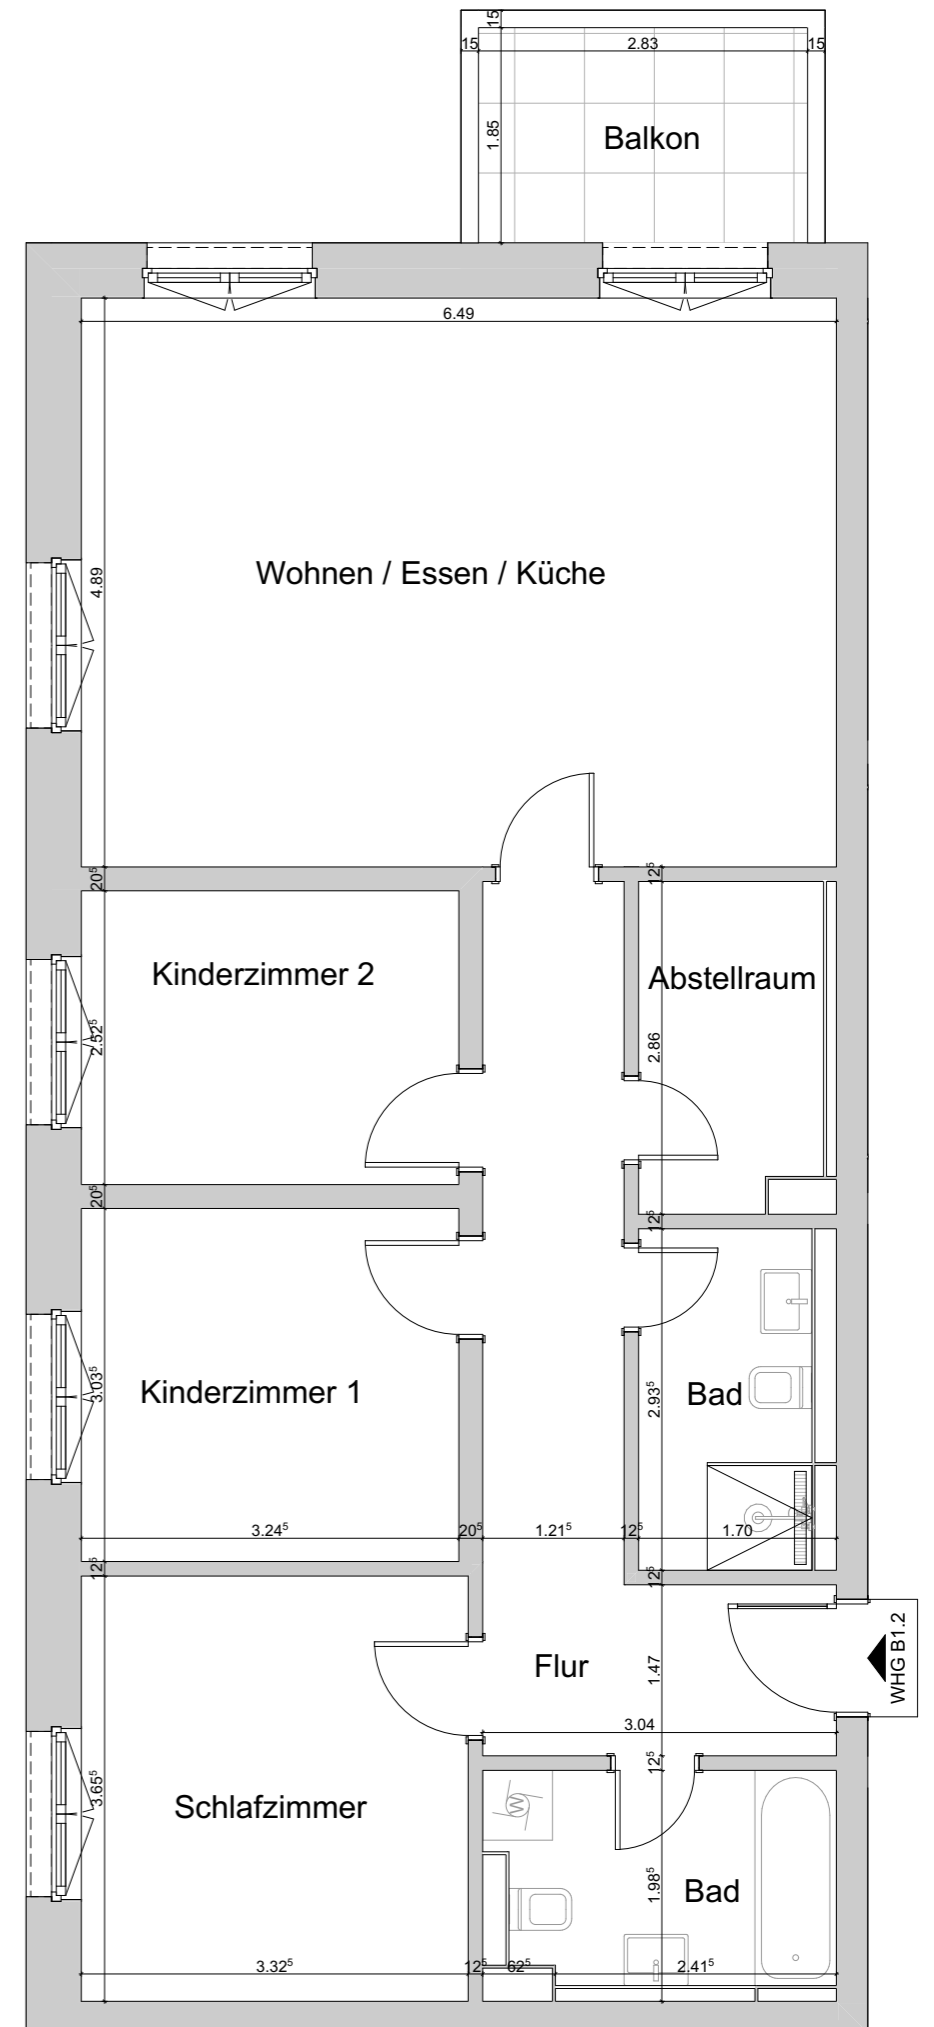 15
15 2.83 15
1.85
Balkon
6.49
4.89
Wohnen / Essen / Küche
20⁵
12⁵
Kinderzimmer 2
Abstellraum
2.52⁵
2.86
20⁵
12⁵
Kinderzimmer 1
3.03⁵
Bad
2.93⁵
3.24⁵ 20⁵ 1.21⁵ 12⁵ 1.70
12⁵
12⁵
Flur
1.47
WHG B1.2
3.04
12⁵
Schlafzimmer
3.65⁵
W
Bad
1.98⁵
3.32⁵ 12⁵ 62⁵ 2.41⁵